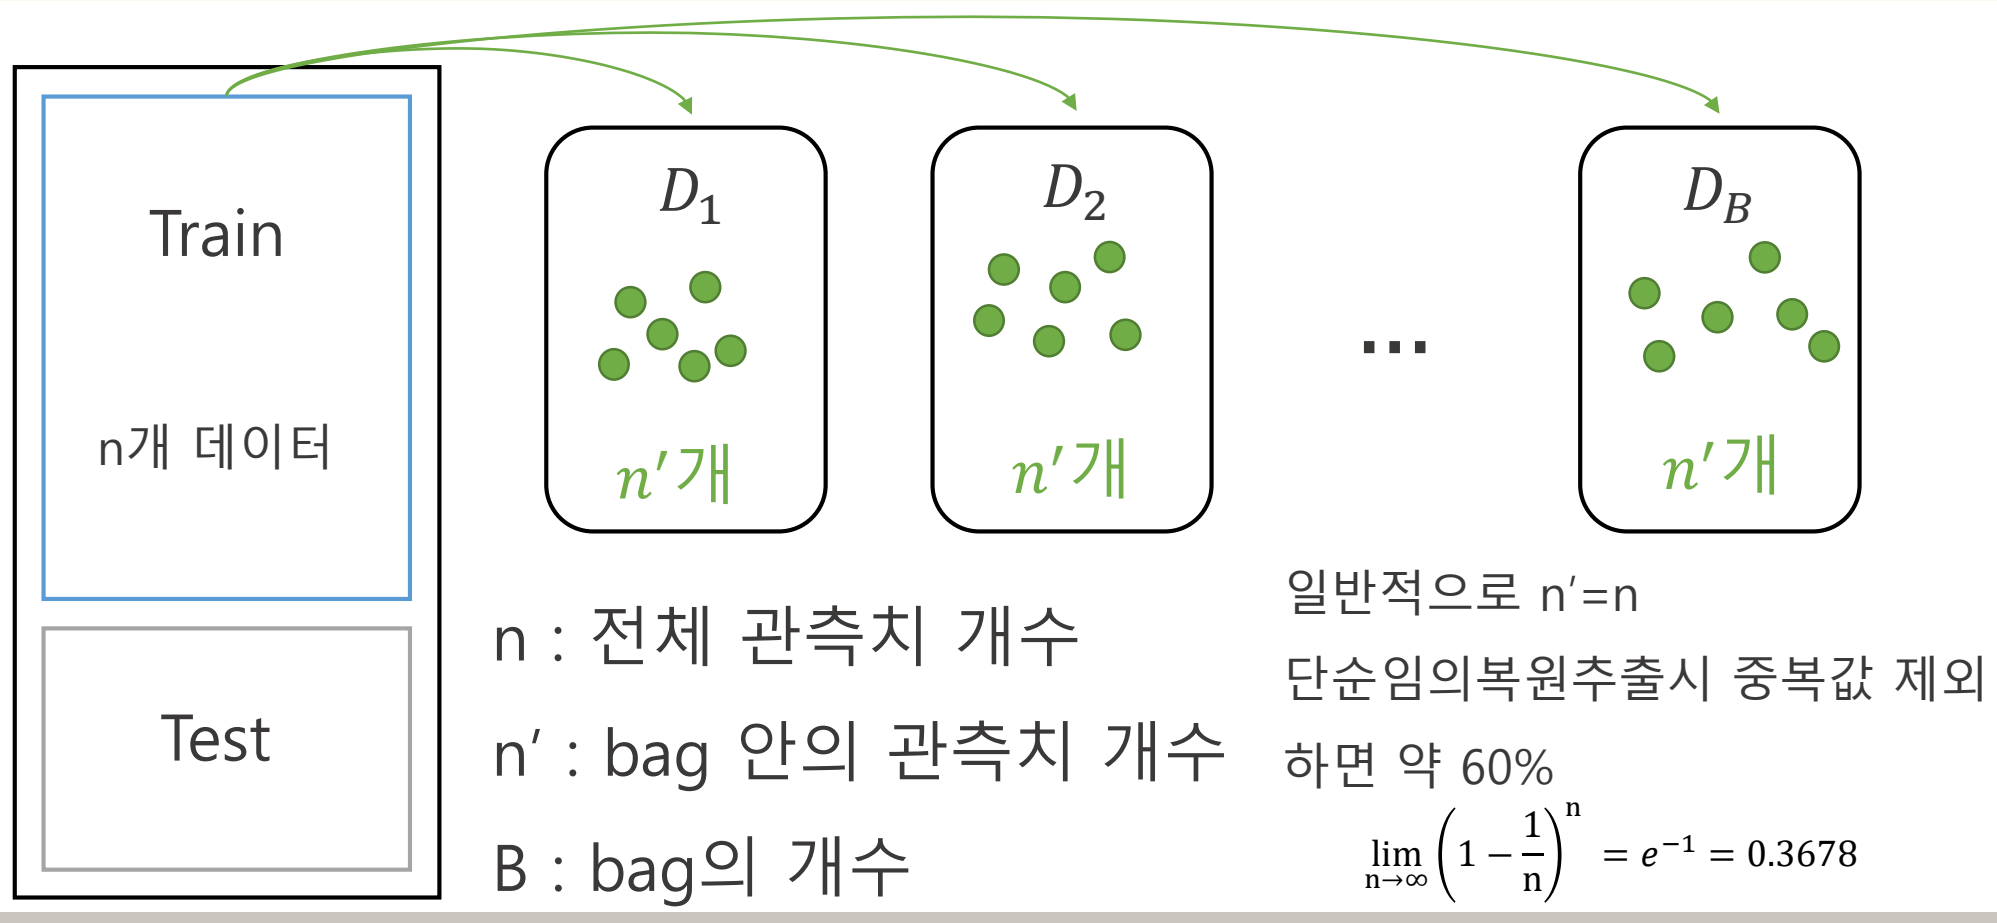 Train
n개 데이터
Test
D₁
n′개
D₂
n′개
...
D_B
n′개
n : 전체 관측치 개수
n′ : bag 안의 관측치 개수
B : bag의 개수
일반적으로 n′=n
단순임의복원추출시 중복값 제외
하면 약 60%
lim_{n→∞} (1 − 1/n)ⁿ = e⁻¹ = 0.3678